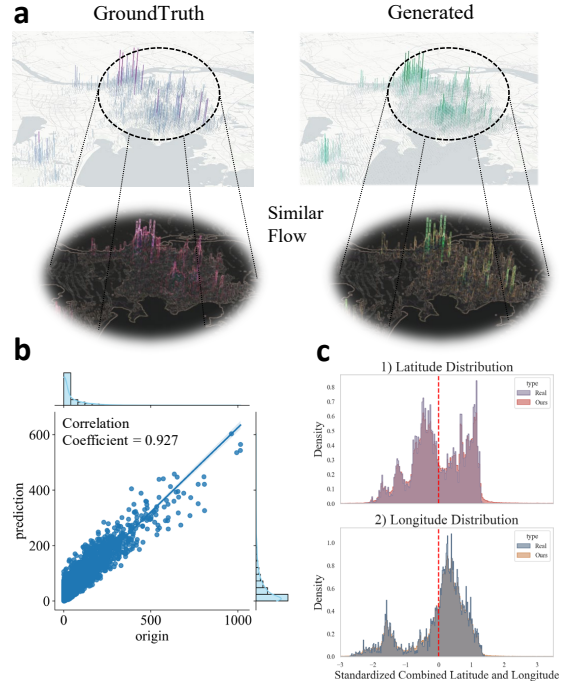 a
GroundTruth
Generated
Similar
Flow
b
Correlation
Coefficient = 0.927
prediction
600
400
200
0
0
500
1000
origin
c
1) Latitude Distribution
Density
0.8
0.7
0.6
0.5
0.4
0.3
0.2
0.1
0.0
type
Real
Ours
2) Longitude Distribution
Density
1.0
0.8
0.6
0.4
0.2
0.0
type
Real
Ours
−3
−2
−1
0
1
2
3
Standardized Combined Latitude and Longitude